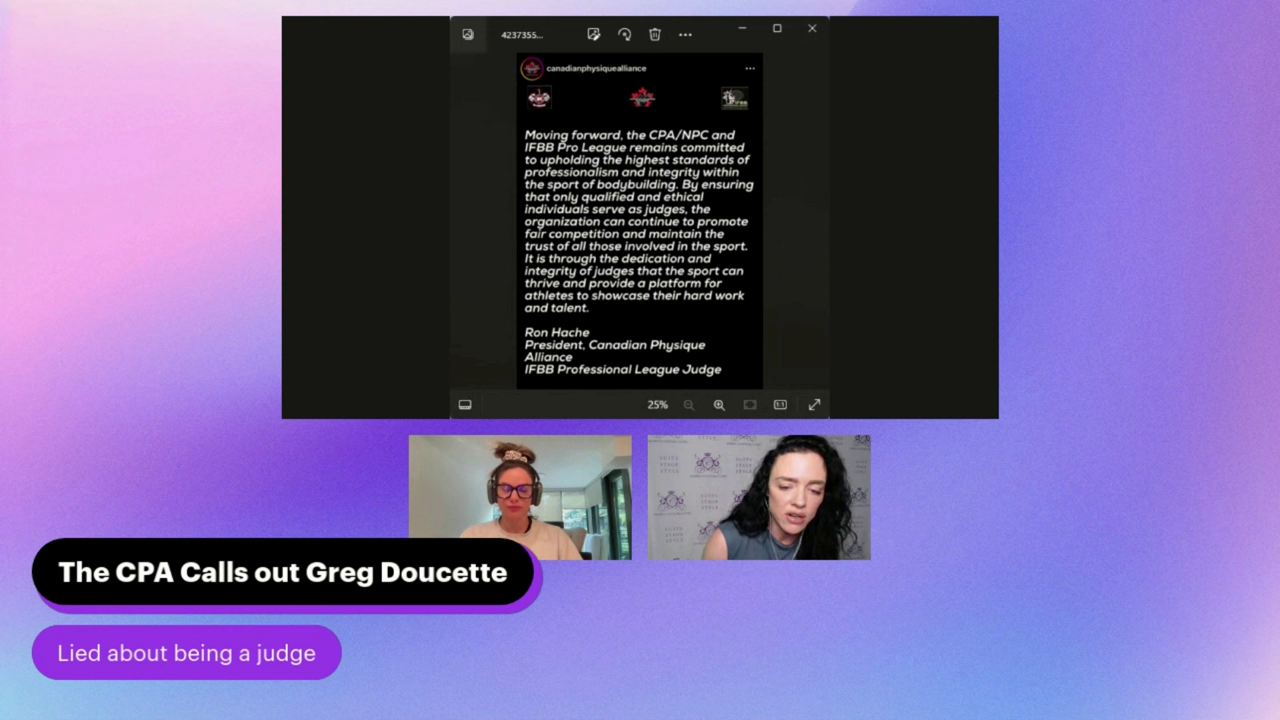 4237355...
canadianphysiquealliance
Moving forward, the CPA/NPC and
IFBB Pro League remains committed
to upholding the highest standards of
professionalism and integrity within
the sport of bodybuilding. By ensuring
that only qualified and ethical
individuals serve as judges, the
organization can continue to promote
fair competition and maintain the
trust of all those involved in the sport.
It is through the dedication and
integrity of judges that the sport can
thrive and provide a platform for
athletes to showcase their hard work
and talent.
Ron Hache
President, Canadian Physique
Alliance
IFBB Professional League Judge
25%
1:1
SUITS
STAGE
STYLE
The CPA Calls out Greg Doucette
Lied about being a judge